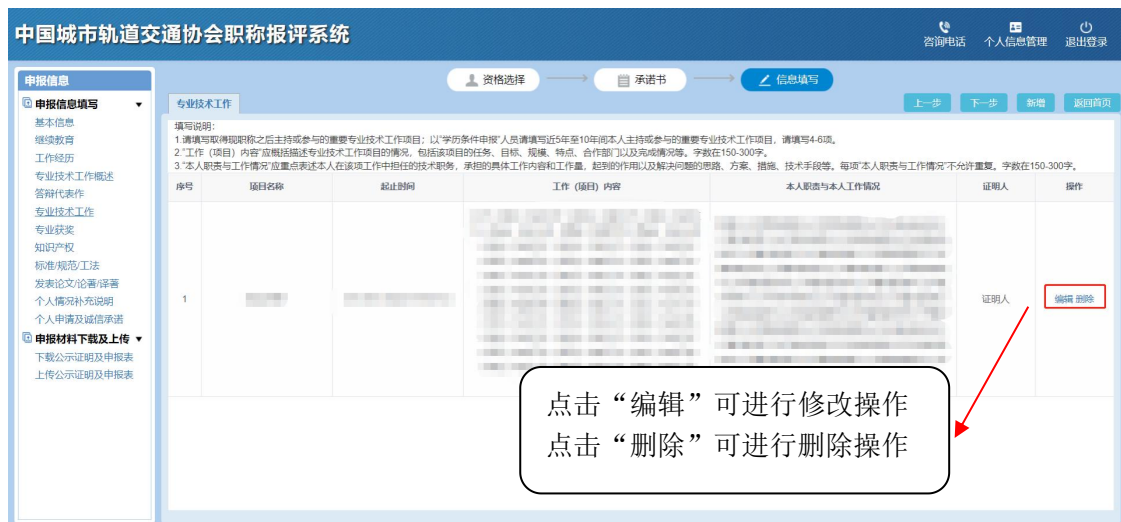 中国城市轨道交通协会职称报评系统
咨询电话 个人信息管理 退出登录
申报信息
资格选择 承诺书 信息填写
申报信息填写
专业技术工作
上一步 下一步 新增 返回首页
基本信息
继续教育
工作经历
专业技术工作概述
答辩代表作
专业技术工作
专业获奖
知识产权
标准/规范/工法
发表论文/论著/译著
个人情况补充说明
个人申请及诚信承诺
申报材料下载及上传
下载公示证明及申报表
上传公示证明及申报表
填写说明：
1.请填写取得现职称之后主持或参与的重要专业技术工作项目；以“学历条件申报”人员请填写近5年至10年间本人主持或参与的重要专业技术工作项目，请填写4-6项。
2.“工作（项目）内容”应概括描述专业技术工作项目的情况，包括该项目的任务、目标、规模、特点、合作部门以及完成情况等。字数在150-300字。
3.“本人职责与工作情况”应重点表述本人在该项工作中担任的技术职务，承担的具体工作内容和工作量，起到的作用以及解决问题的思路、方案、措施、技术手段等。每项“本人职责与工作情况”不允许重复。字数在150-300字。
序号 项目名称 起止时间 工作（项目）内容 本人职责与本人工作情况 证明人 操作
1 证明人 编辑 删除
点击“编辑”可进行修改操作
点击“删除”可进行删除操作